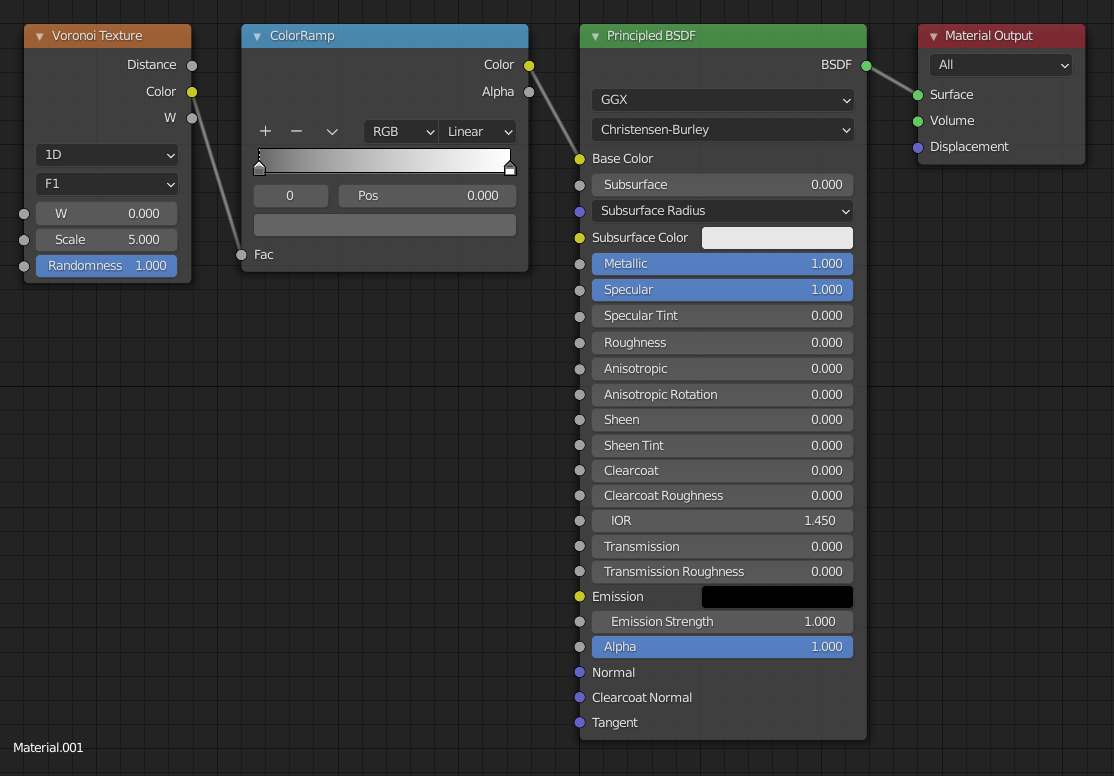 Voronoi Texture
Distance
Color
W
1D
F1
W 0.000
Scale 5.000
Randomness 1.000
ColorRamp
Color
Alpha
RGB Linear
0 Pos 0.000
Fac
Principled BSDF
BSDF
GGX
Christensen-Burley
Base Color
Subsurface 0.000
Subsurface Radius
Subsurface Color
Metallic 1.000
Specular 1.000
Specular Tint 0.000
Roughness 0.000
Anisotropic 0.000
Anisotropic Rotation 0.000
Sheen 0.000
Sheen Tint 0.000
Clearcoat 0.000
Clearcoat Roughness 0.000
IOR 1.450
Transmission 0.000
Transmission Roughness 0.000
Emission
Emission Strength 1.000
Alpha 1.000
Normal
Clearcoat Normal
Tangent
Material Output
All
Surface
Volume
Displacement
Material.001